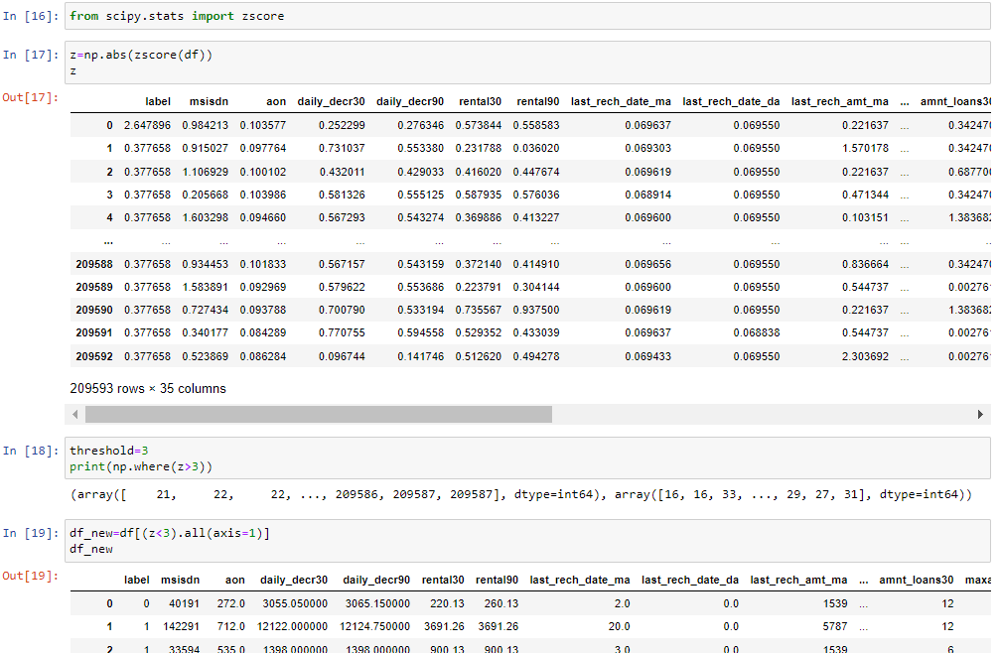 In [16]: from scipy.stats import zscore
In [17]: z=np.abs(zscore(df))
z
Out[17]:
label msisdn aon daily_decr30 daily_decr90 rental30 rental90 last_rech_date_ma last_rech_date_da last_rech_amt_ma ... amnt_loans30
0 2.647896 0.984213 0.103577 0.252299 0.276346 0.573844 0.558583 0.069637 0.069550 0.221637 ... 0.342470
1 0.377658 0.915027 0.097764 0.731037 0.553380 0.231788 0.036020 0.069303 0.069550 1.570178 ... 0.342470
2 0.377658 1.106929 0.100102 0.432011 0.429033 0.416020 0.447674 0.069619 0.069550 0.221637 ... 0.687700
3 0.377658 0.205668 0.103986 0.581326 0.555125 0.587935 0.576036 0.068914 0.069550 0.471344 ... 0.342470
4 0.377658 1.603298 0.094660 0.567293 0.543274 0.369886 0.413227 0.069600 0.069550 0.103151 ... 1.383682
... ... ... ... ... ... ... ... ... ... ... ... ..
209588 0.377658 0.934453 0.101833 0.567157 0.543159 0.372140 0.414910 0.069656 0.069550 0.836664 ... 0.342470
209589 0.377658 1.583891 0.092969 0.579622 0.553686 0.223791 0.304144 0.069600 0.069550 0.544737 ... 0.002761
209590 0.377658 0.727434 0.093788 0.700790 0.533194 0.735567 0.937500 0.069619 0.069550 0.221637 ... 1.383682
209591 0.377658 0.340177 0.084289 0.770755 0.594558 0.529352 0.433039 0.069637 0.068838 0.544737 ... 0.002761
209592 0.377658 0.523869 0.086284 0.096744 0.141746 0.512620 0.494278 0.069433 0.069550 2.303692 ... 0.002761
209593 rows × 35 columns
In [18]: threshold=3
print(np.where(z>3))
(array([    21,     22,     22, ..., 209586, 209587, 209587], dtype=int64), array([16, 16, 33, ..., 29, 27, 31], dtype=int64))
In [19]: df_new=df[(z<3).all(axis=1)]
df_new
Out[19]:
label msisdn aon daily_decr30 daily_decr90 rental30 rental90 last_rech_date_ma last_rech_date_da last_rech_amt_ma ... amnt_loans30 maxa
0 0 40191 272.0 3055.050000 3065.150000 220.13 260.13 2.0 0.0 1539 ... 12
1 1 142291 712.0 12122.000000 12124.750000 3691.26 3691.26 20.0 0.0 5787 ... 12
2 1 33594 535.0 1398.000000 1398.000000 900.13 900.13 3.0 0.0 1539 ... 6